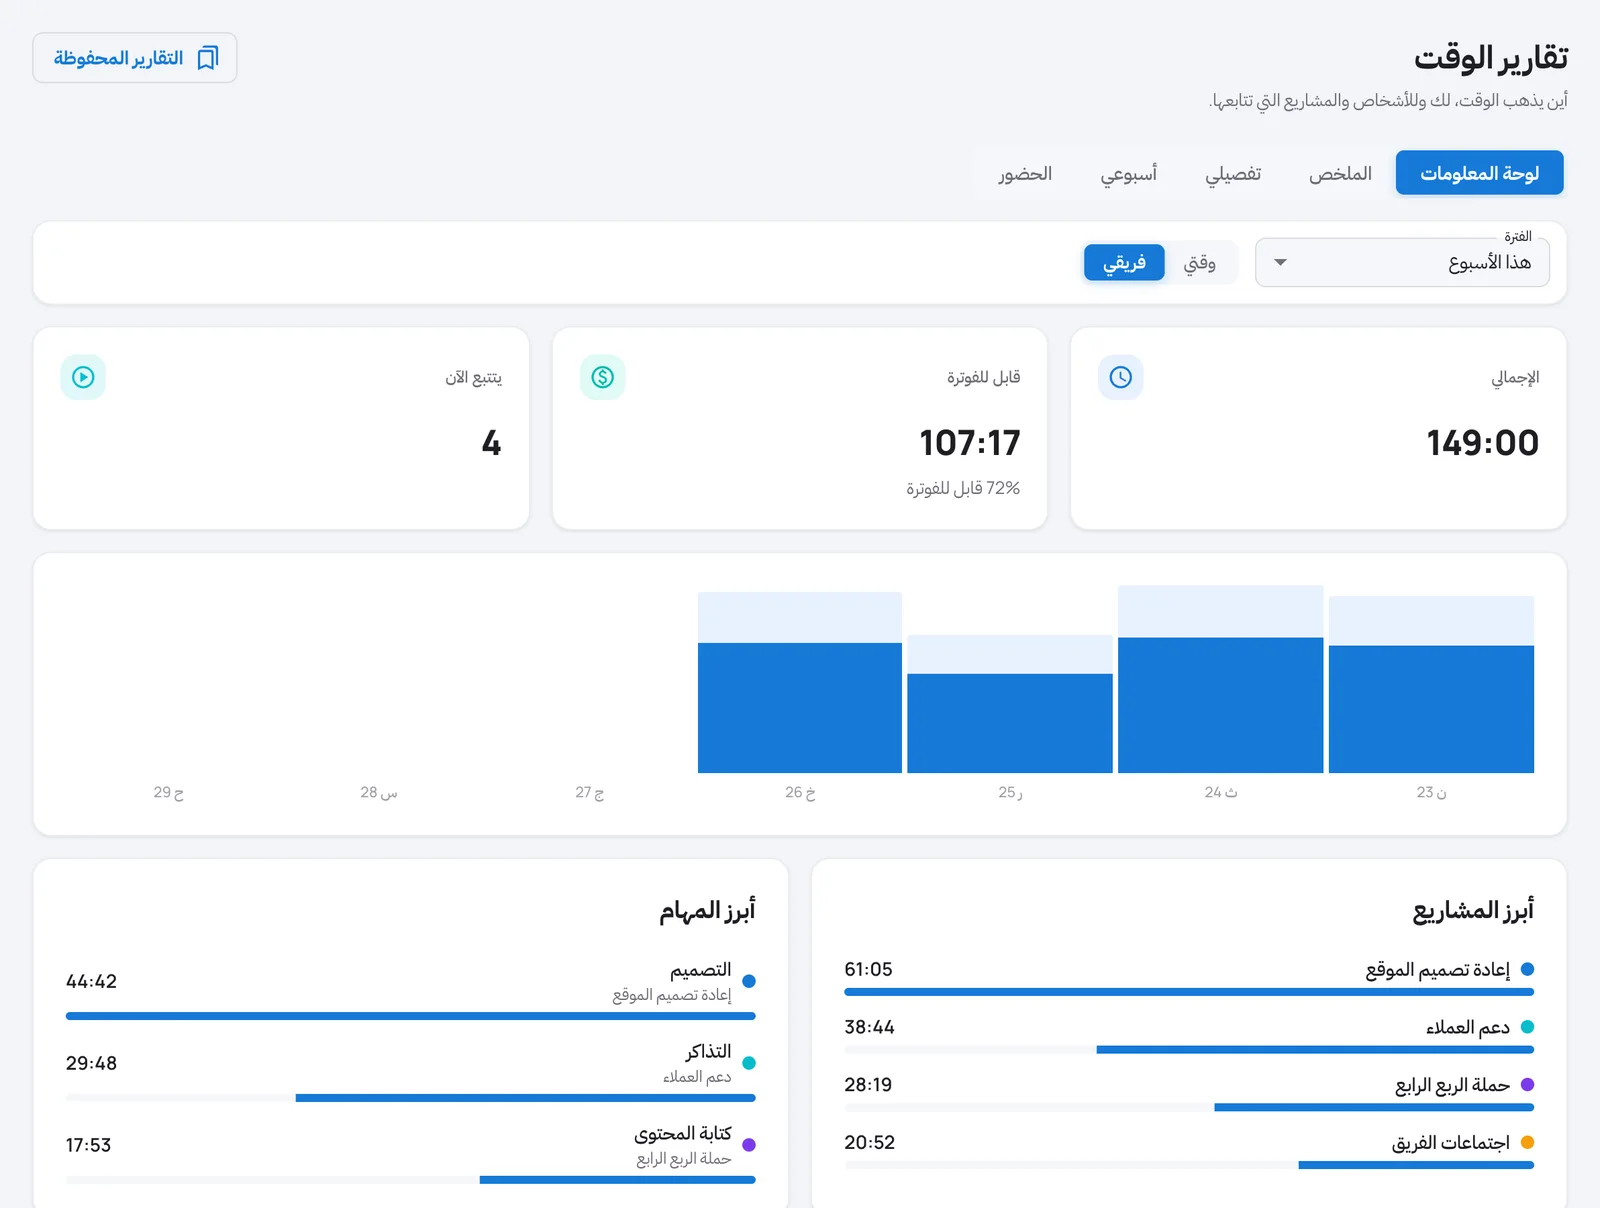 تقارير الوقت
التقارير المحفوظة
أين يذهب الوقت، لك وللأشخاص والمشاريع التي تتابعها.
لوحة المعلومات
الملخص
تفصيلي
أسبوعي
الحضور
الفترة
هذا الأسبوع
وقتي
فريقي
الإجمالي
149:00
قابل للفوترة
107:17
72% قابل للفوترة
يتتبع الآن
4
ن 23
ث 24
ر 25
خ 26
ج 27
س 28
ح 29
أبرز المشاريع
إعادة تصميم الموقع 61:05
دعم العملاء 38:44
حملة الربع الرابع 28:19
اجتماعات الفريق 20:52
أبرز المهام
التصميم 44:42
إعادة تصميم الموقع
التذاكر 29:48
دعم العملاء
كتابة المحتوى 17:53
حملة الربع الرابع